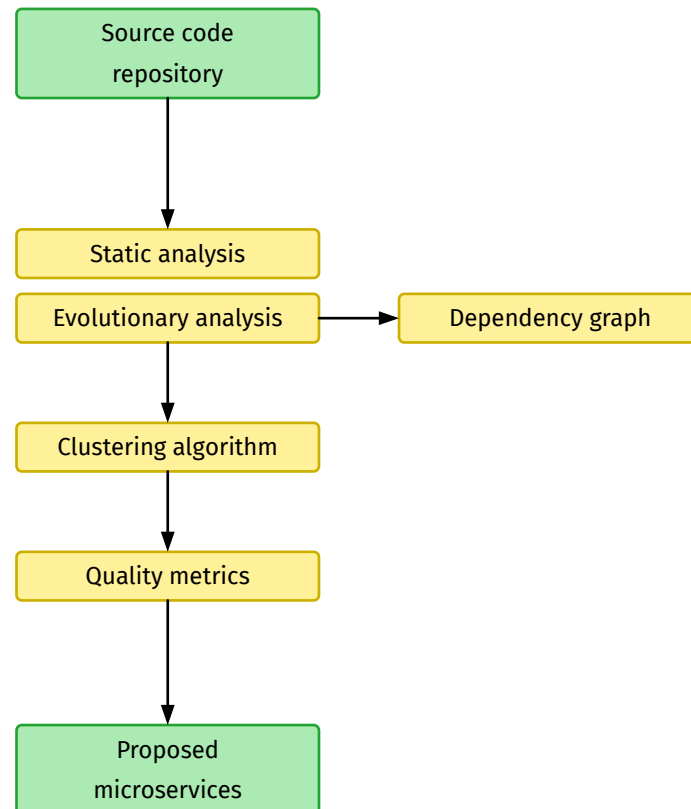 Source code
repository
Static analysis
Evolutionary analysis
Dependency graph
Clustering algorithm
Quality metrics
Proposed
microservices